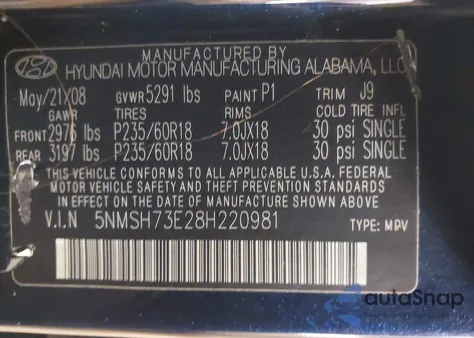 MANUFACTURED BY
HYUNDAI MOTOR MANUFACTURING ALABAMA, LLC
May/21/08 GVWR 5291 lbs PAINT P1 TRIM J9
GAWR TIRES RIMS COLD TIRE INFL
FRONT 2976 lbs P235/60R18 7.0JX18 30 psi SINGLE
REAR 3197 lbs P235/60R18 7.0JX18 30 psi SINGLE
THIS VEHICLE CONFORMS TO ALL APPLICABLE U.S.A. FEDERAL
MOTOR VEHICLE SAFETY AND THEFT PREVENTION STANDARDS
IN EFFECT ON THE DATE OF MANUFACTURE SHOWN ABOVE
V.I.N 5NMSH73E28H220981 TYPE: MPV
autoSnap